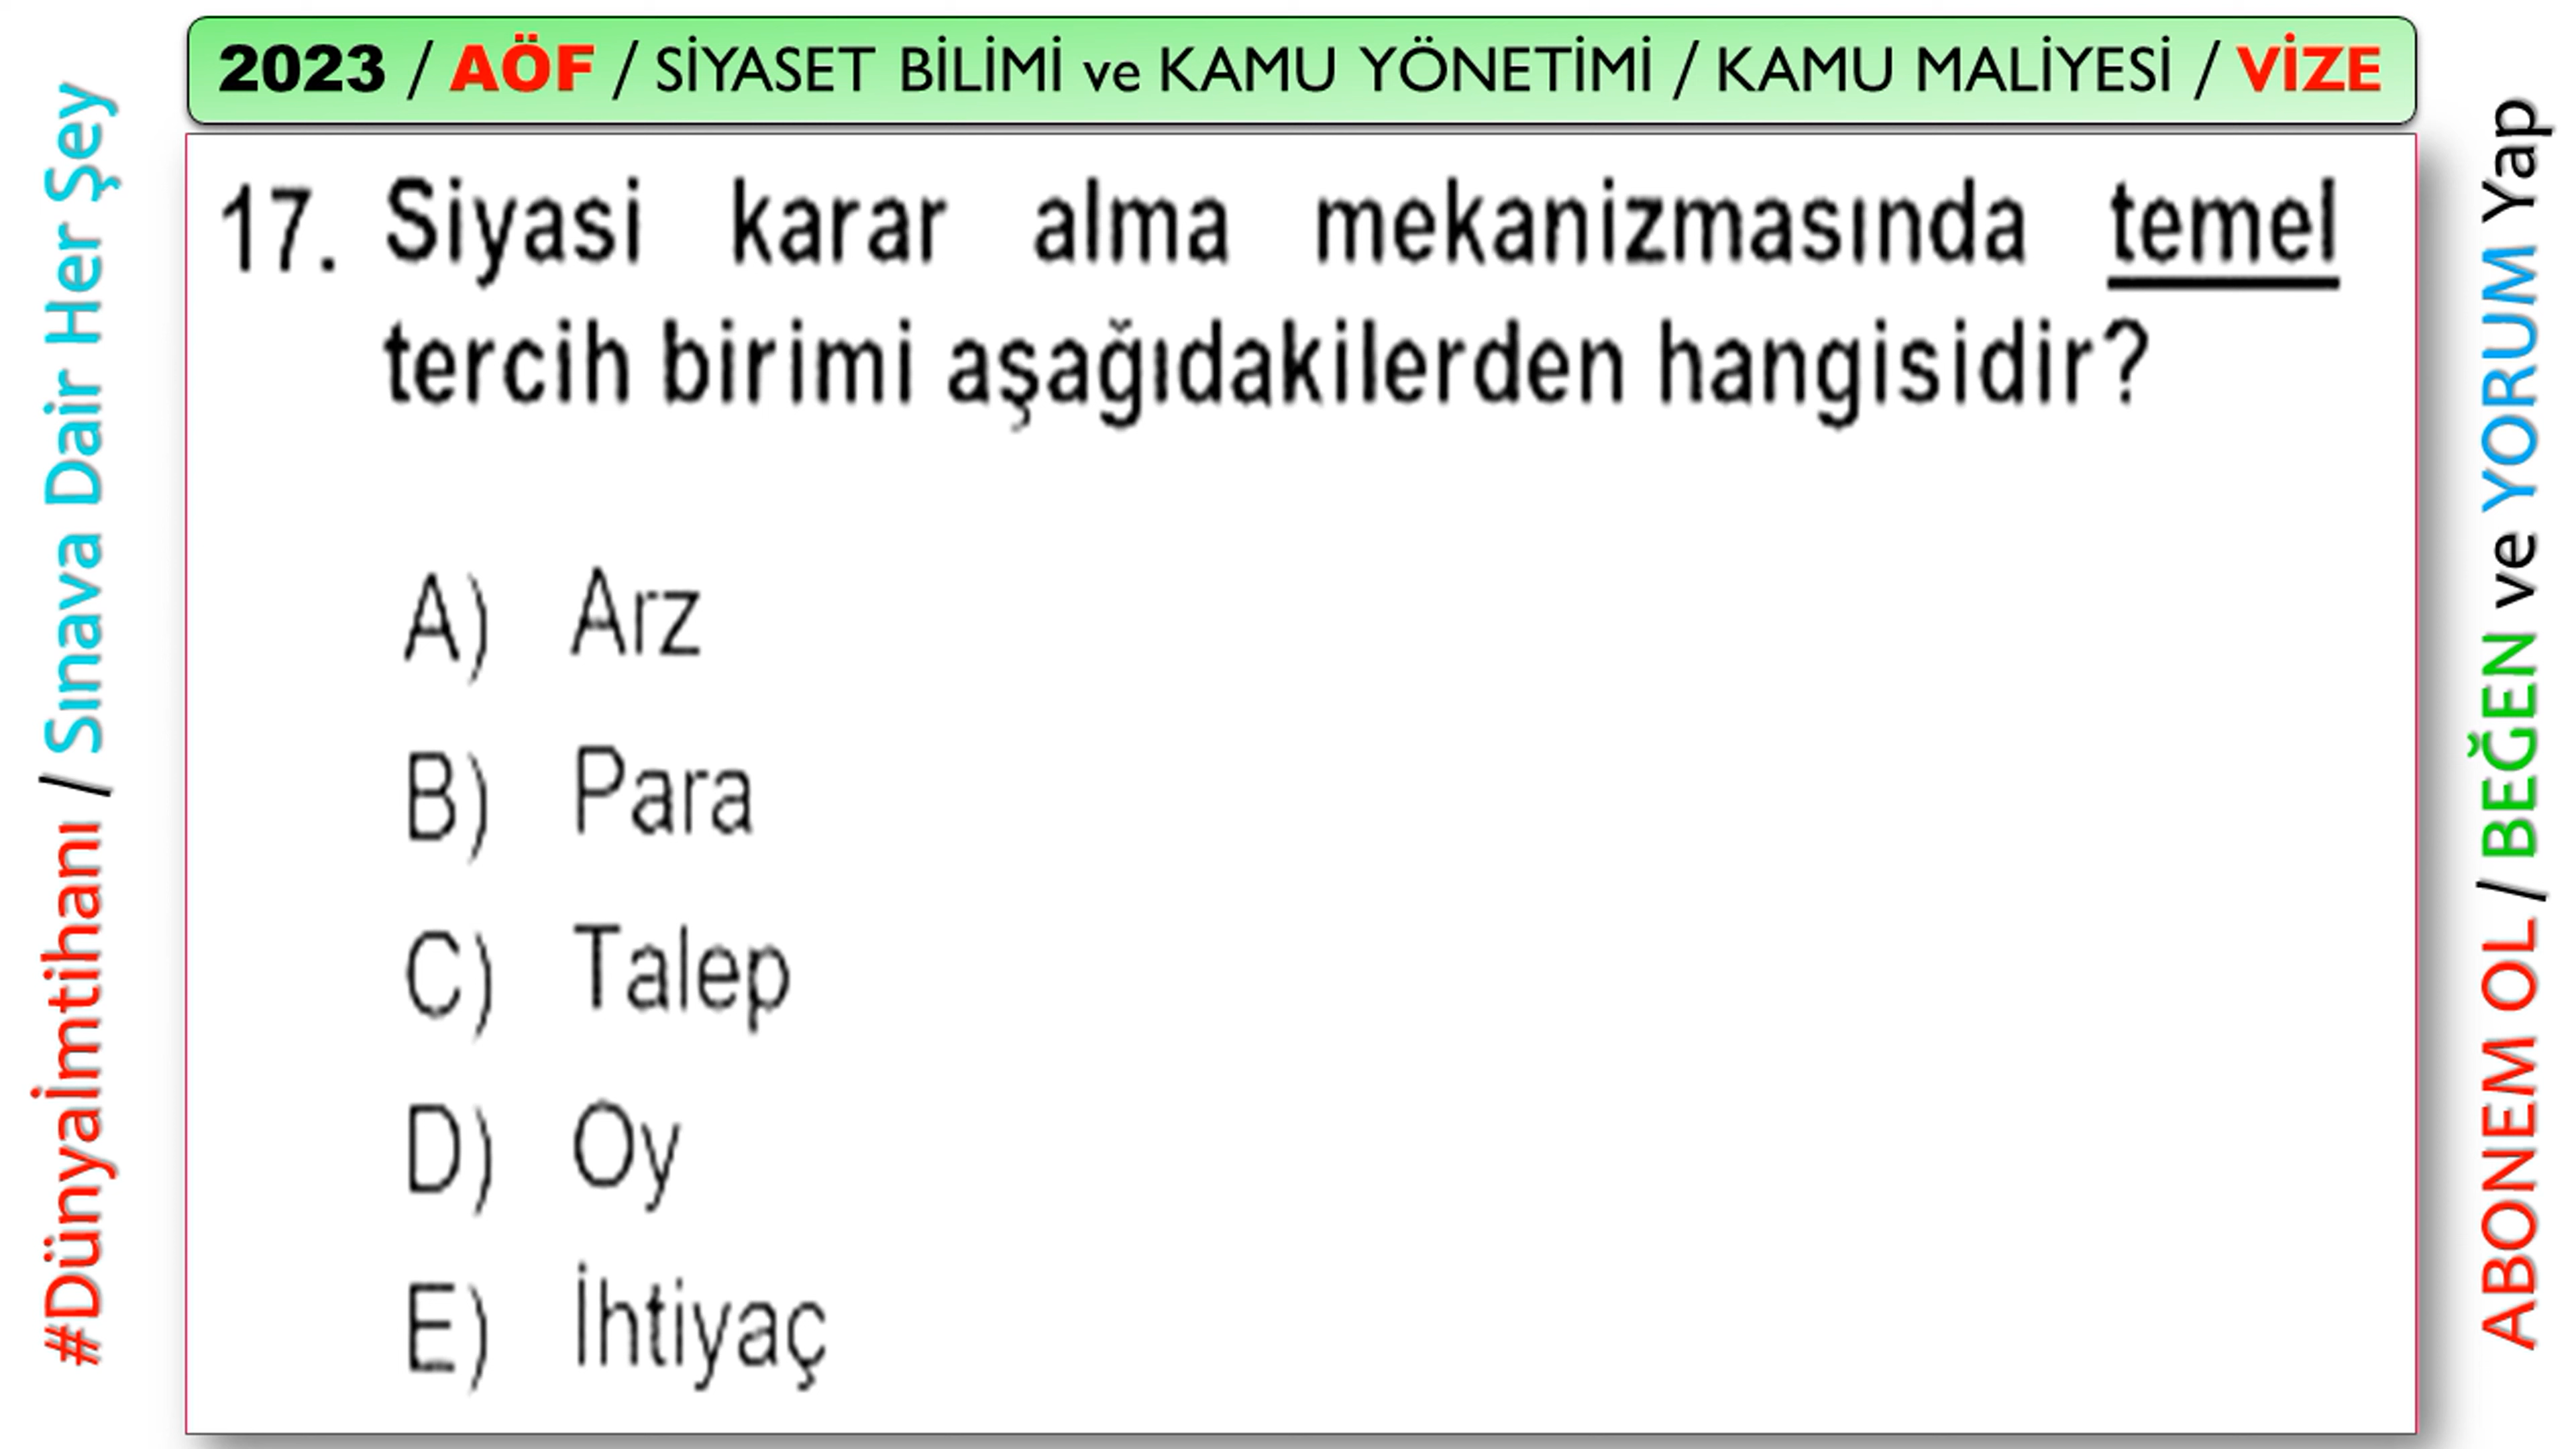 2023 / AÖF / SİYASET BİLİMİ ve KAMU YÖNETİMİ / KAMU MALİYESİ / VİZE
#Dünyaİmtihanı / Sınava Dair Her Şey
17. Siyasi karar alma mekanizmasında temel
tercih birimi aşağıdakilerden hangisidir?
A) Arz
B) Para
C) Talep
D) Oy
E) İhtiyaç
ABONEM OL / BEĞEN ve YORUM Yap